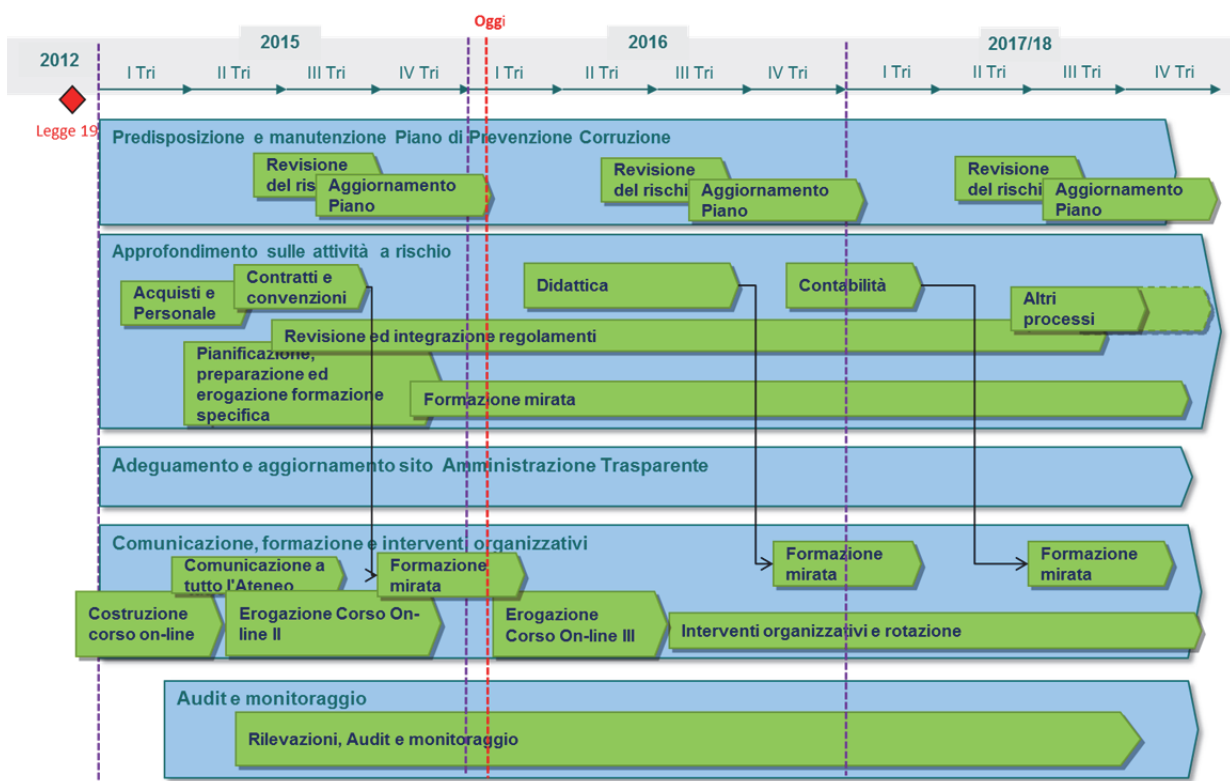 Oggi
2012
2015
2016
2017/18
I Tri
II Tri
III Tri
IV Tri
I Tri
II Tri
III Tri
IV Tri
I Tri
II Tri
III Tri
IV Tri
Legge 19
Predisposizione e manutenzione Piano di Prevenzione Corruzione
Revisione
del ris
Aggiornamento
Piano
Revisione
del rischi
Aggiornamento
Piano
Revisione
del rischi
Aggiornamento
Piano
Approfondimento sulle attività a rischio
Acquisti e
Personale
Contratti e
convenzioni
Didattica
Contabilità
Altri
processi
Revisione ed integrazione regolamenti
Pianificazione,
preparazione ed
erogazione formazione
specifica
Formazione mirata
Adeguamento e aggiornamento sito Amministrazione Trasparente
Comunicazione, formazione e interventi organizzativi
Comunicazione a
tutto l'Ateneo
Formazione
mirata
Formazione
mirata
Formazione
mirata
Costruzione
corso on-line
Erogazione Corso On-
line II
Erogazione
Corso On-line III
Interventi organizzativi e rotazione
Audit e monitoraggio
Rilevazioni, Audit e monitoraggio